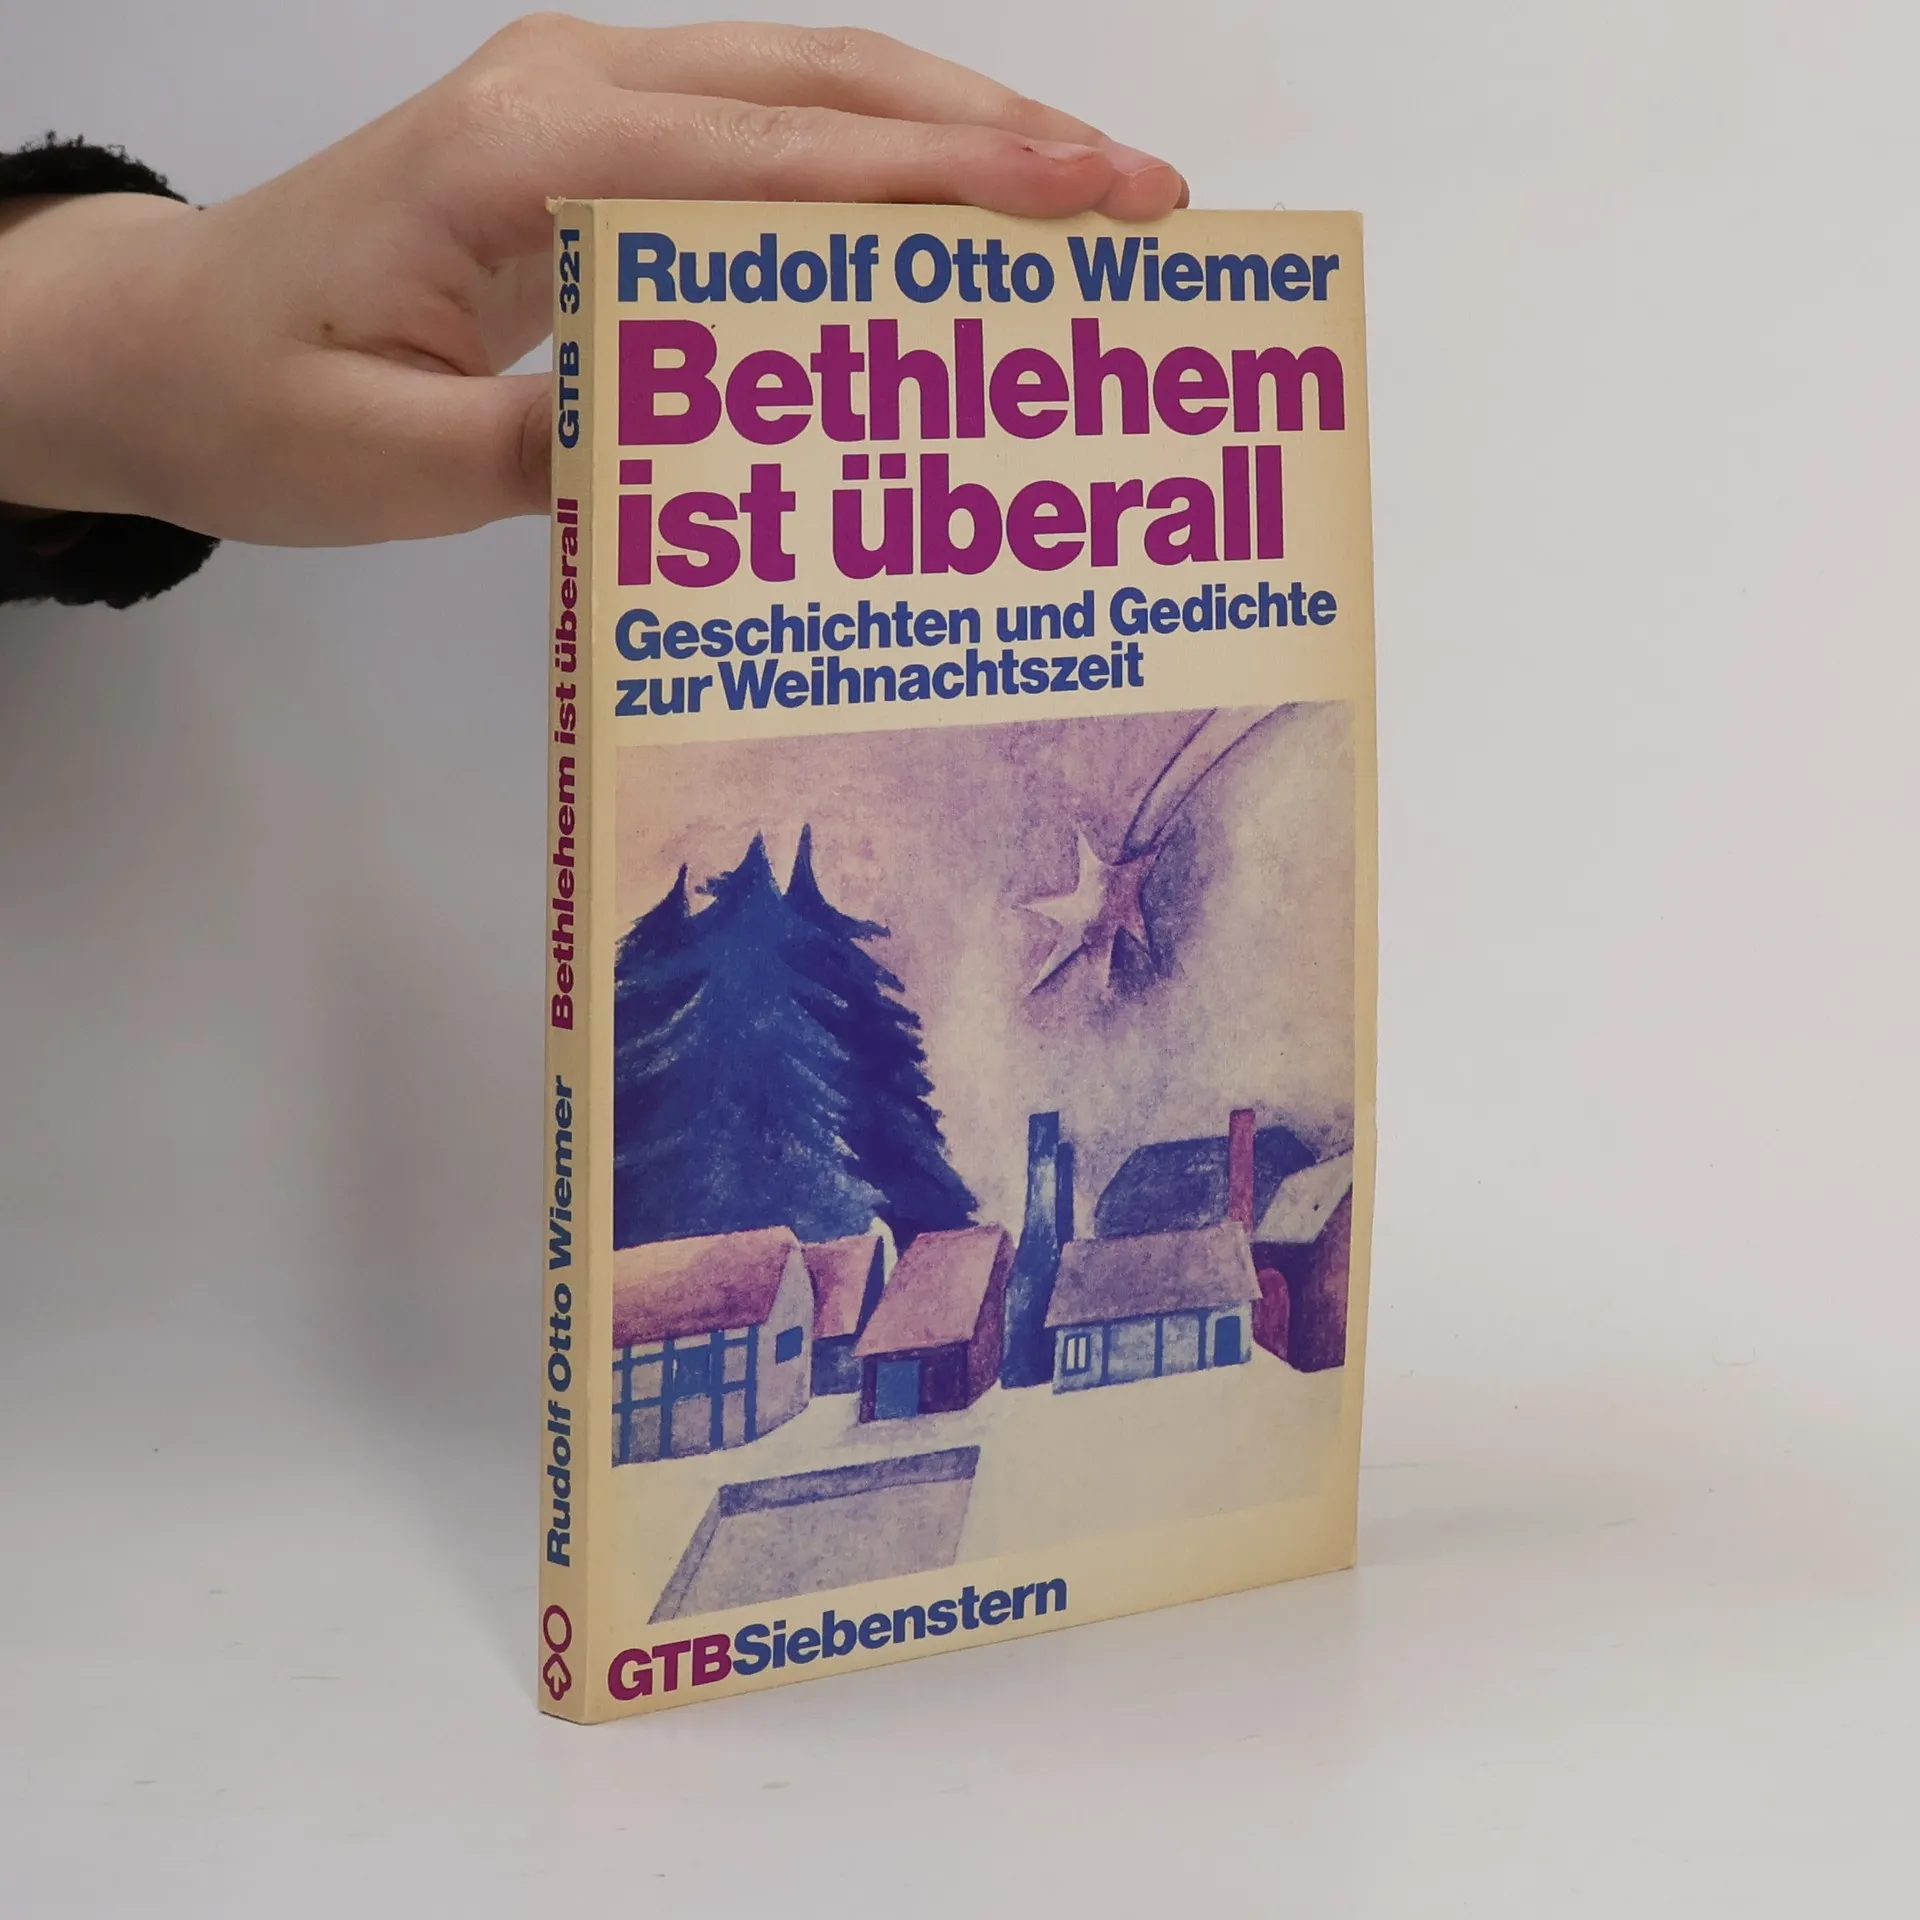 Rudolf Otto Wiemer
Bethlehem
ist überall
Geschichten und Gedichte
zur Weihnachtszeit
GTBSiebenstern
Rudolf Otto Wiemer Bethlehem ist überall GTB 321